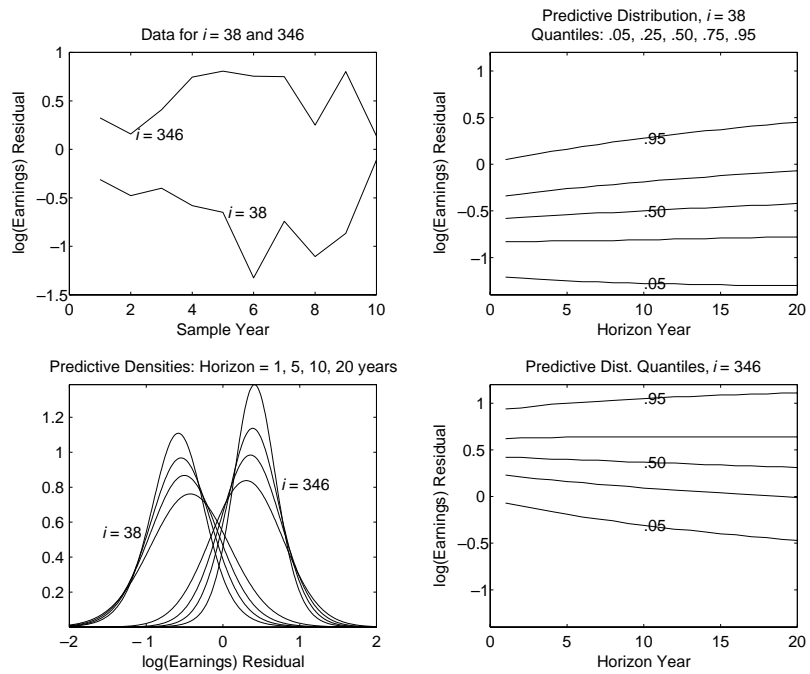 Data for i = 38 and 346
log(Earnings) Residual
1
0.5
0
−0.5
−1
−1.5
i = 346
i = 38
0 2 4 6 8 10
Sample Year
Predictive Distribution, i = 38
Quantiles: .05, .25, .50, .75, .95
log(Earnings) Residual
1
0.5
0
−0.5
−1
.95
.50
.05
0 5 10 15 20
Horizon Year
Predictive Densities: Horizon = 1, 5, 10, 20 years
1.2
1
0.8
0.6
0.4
0.2
i = 346
i = 38
−2 −1 0 1 2
log(Earnings) Residual
Predictive Dist. Quantiles, i = 346
log(Earnings) Residual
1
0.5
0
−0.5
−1
.95
.50
.05
0 5 10 15 20
Horizon Year